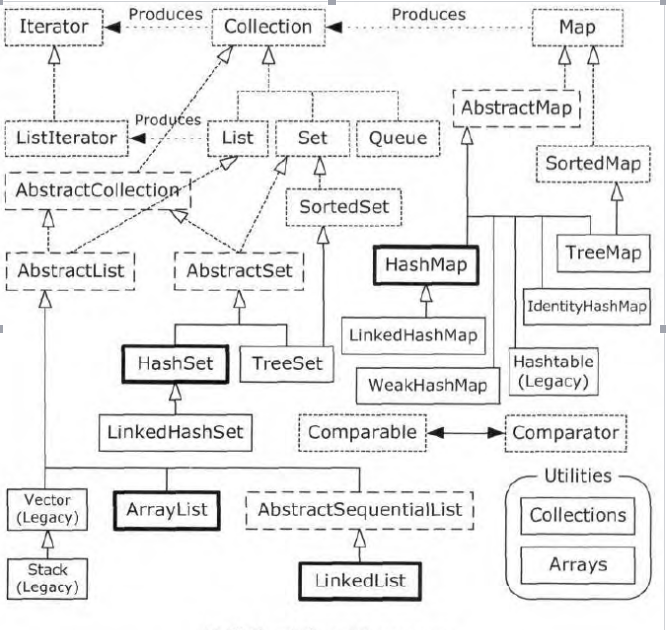 Iterator
Produces
Collection
Produces
Map
AbstractMap
ListIterator
Produces
List
Set
Queue
SortedMap
AbstractCollection
SortedSet
AbstractList
AbstractSet
HashMap
TreeMap
IdentityHashMap
LinkedHashMap
HashSet
TreeSet
WeakHashMap
Hashtable
(Legacy)
LinkedHashSet
Comparable
Comparator
Utilities
Vector
(Legacy)
ArrayList
AbstractSequentialList
Collections
Stack
(Legacy)
LinkedList
Arrays